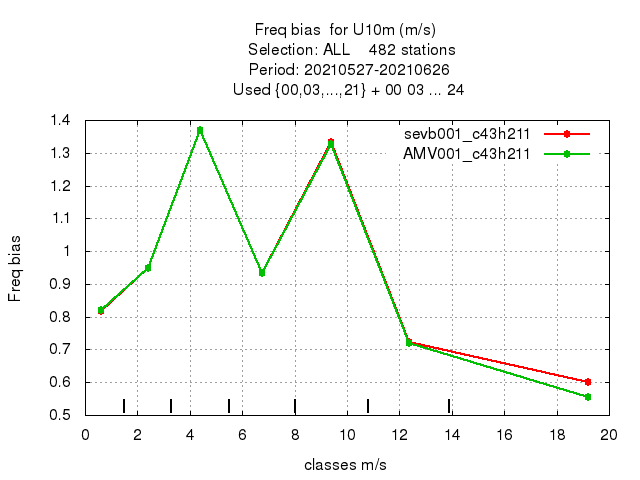 Freq bias for U10m (m/s)
Selection: ALL 482 stations
Period: 20210527-20210626
Used {00,03,...,21} + 00 03 ... 24
sevb001_c43h211
AMV001_c43h211
1.4
1.3
1.2
1.1
1
0.9
0.8
0.7
0.6
0.5
Freq bias
0 2 4 6 8 10 12 14 16 18 20
classes m/s